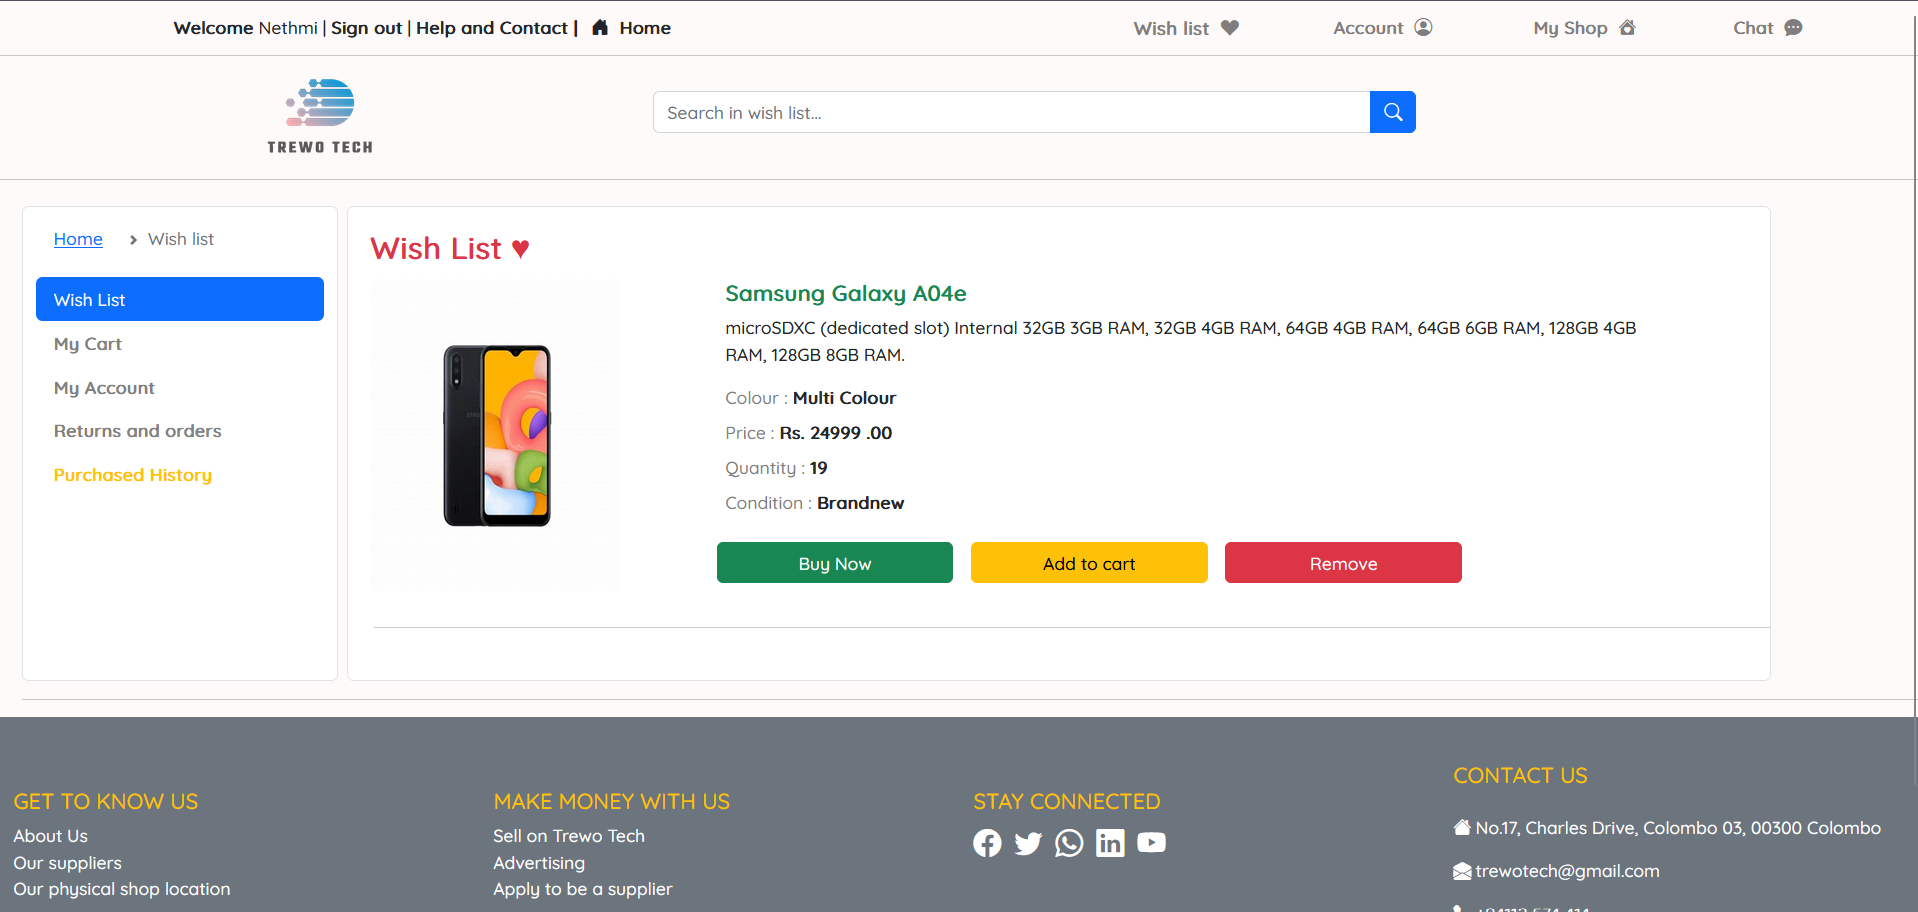 Welcome Nethmi | Sign out | Help and Contact | Home
Wish list
Account
My Shop
Chat
TREWO TECH
Search in wish list...
Home > Wish list
Wish List
My Cart
My Account
Returns and orders
Purchased History
Wish List ♥
Samsung Galaxy A04e
microSDXC (dedicated slot) Internal 32GB 3GB RAM, 32GB 4GB RAM, 64GB 4GB RAM, 64GB 6GB RAM, 128GB 4GB
RAM, 128GB 8GB RAM.
Colour : Multi Colour
Price : Rs. 24999 .00
Quantity : 19
Condition : Brandnew
Buy Now
Add to cart
Remove
GET TO KNOW US
About Us
Our suppliers
Our physical shop location
MAKE MONEY WITH US
Sell on Trewo Tech
Advertising
Apply to be a supplier
STAY CONNECTED
CONTACT US
No.17, Charles Drive, Colombo 03, 00300 Colombo
trewotech@gmail.com